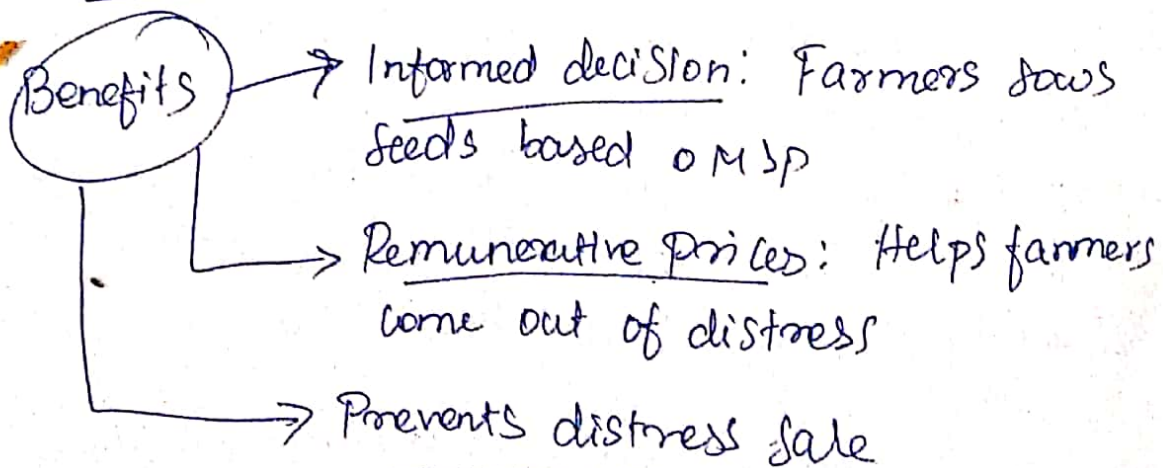 Benefits
Informed decision: Farmers sows
seeds based o MSP
Remunerative prices: Helps farmers
come out of distress
Prevents distress sale